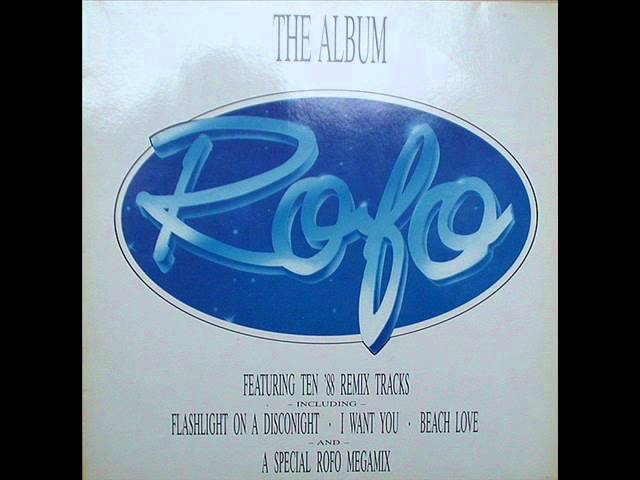 THE ALBUM
Rofo
FEATURING TEN '88 REMIX TRACKS
– INCLUDING –
FLASHLIGHT ON A DISCONIGHT · I WANT YOU · BEACH LOVE
– AND –
A SPECIAL ROFO MEGAMIX